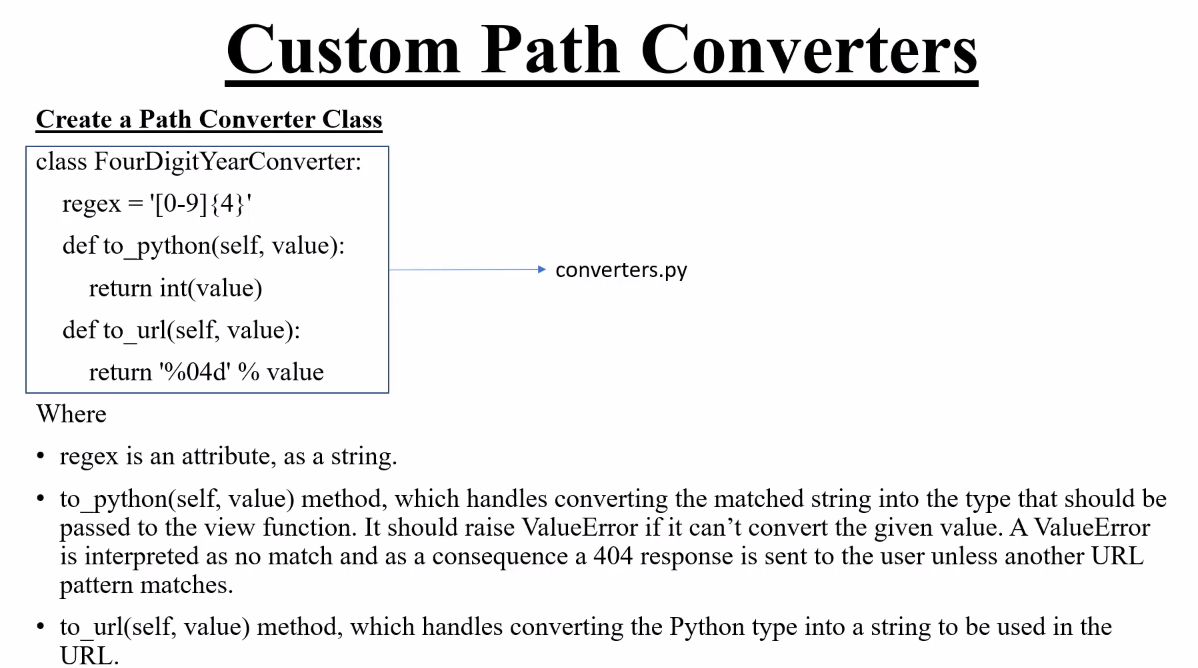 Custom Path Converters
Create a Path Converter Class
class FourDigitYearConverter:
regex = '[0-9]{4}'
def to_python(self, value):
return int(value)
def to_url(self, value):
return '%04d' % value
converters.py
Where
• regex is an attribute, as a string.
• to_python(self, value) method, which handles converting the matched string into the type that should be
passed to the view function. It should raise ValueError if it can’t convert the given value. A ValueError
is interpreted as no match and as a consequence a 404 response is sent to the user unless another URL
pattern matches.
• to_url(self, value) method, which handles converting the Python type into a string to be used in the
URL.